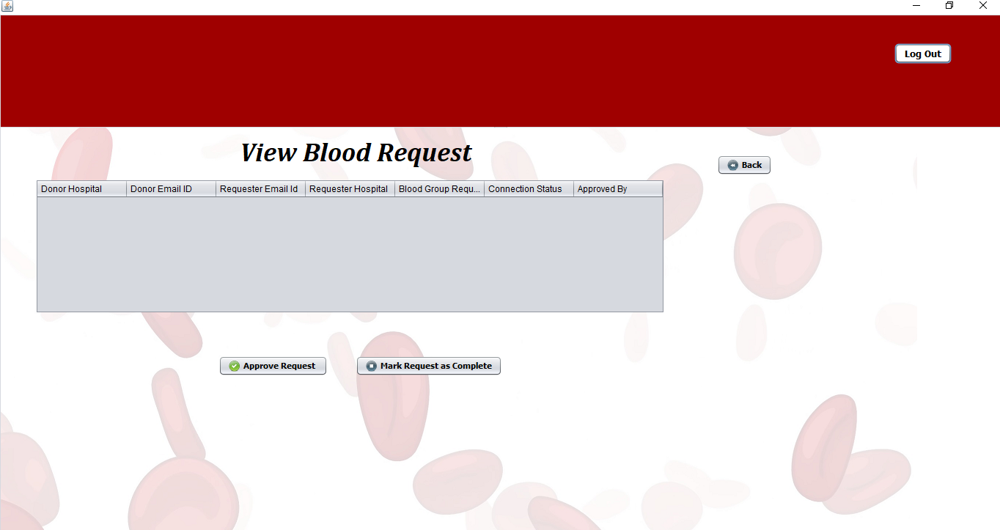 Log Out
View Blood Request
Back
Donor Hospital Donor Email ID Requester Email Id Requester Hospital Blood Group Requ... Connection Status Approved By
Approve Request Mark Request as Complete